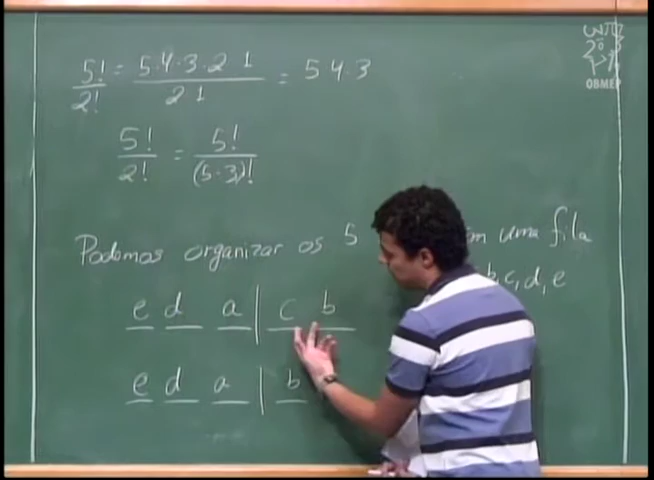 5!/2! = 5·4·3·2 1 / 2 1 = 5 4·3
5!/2! = 5!/(5-3)!
Podemos organizar os 5 em uma fila
b, c, d, e
e d a | c b
e d a | b
OBMEP